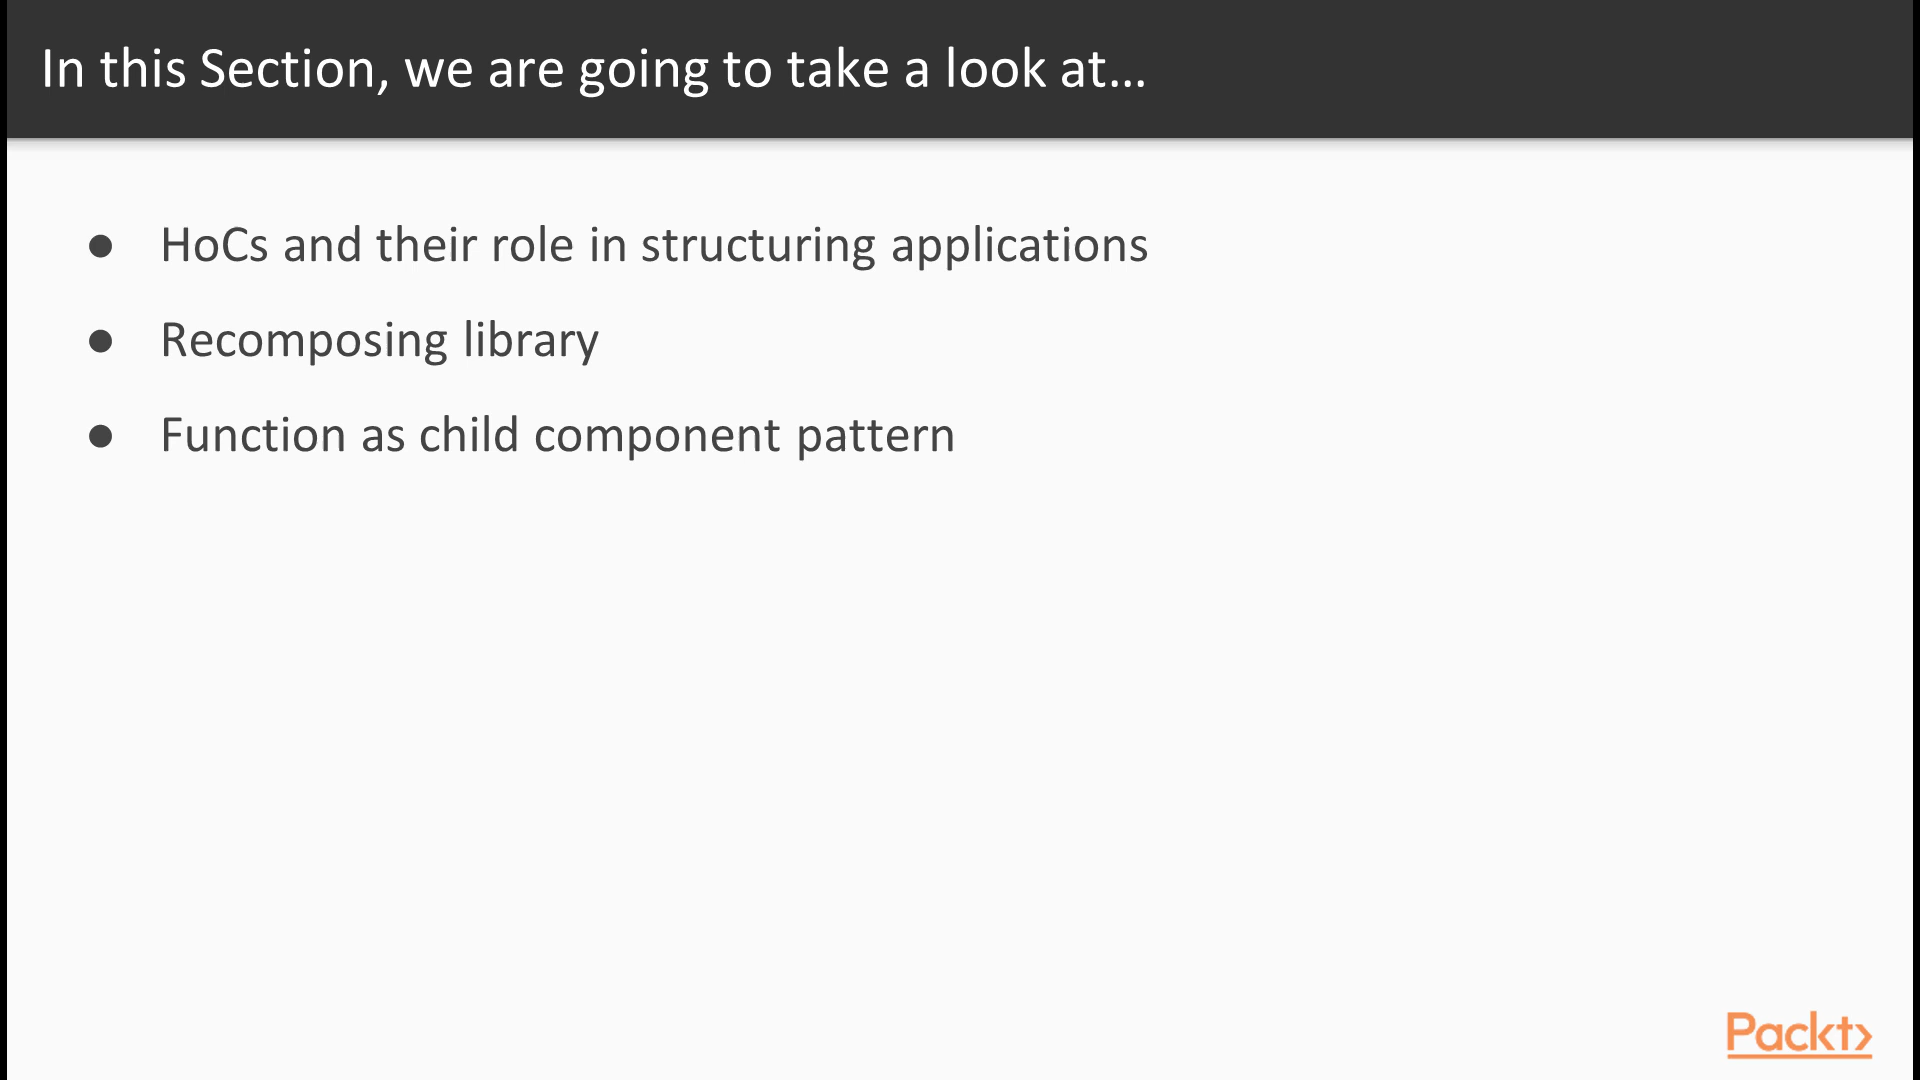 In this Section, we are going to take a look at...
● HoCs and their role in structuring applications
● Recomposing library
● Function as child component pattern
Packt>